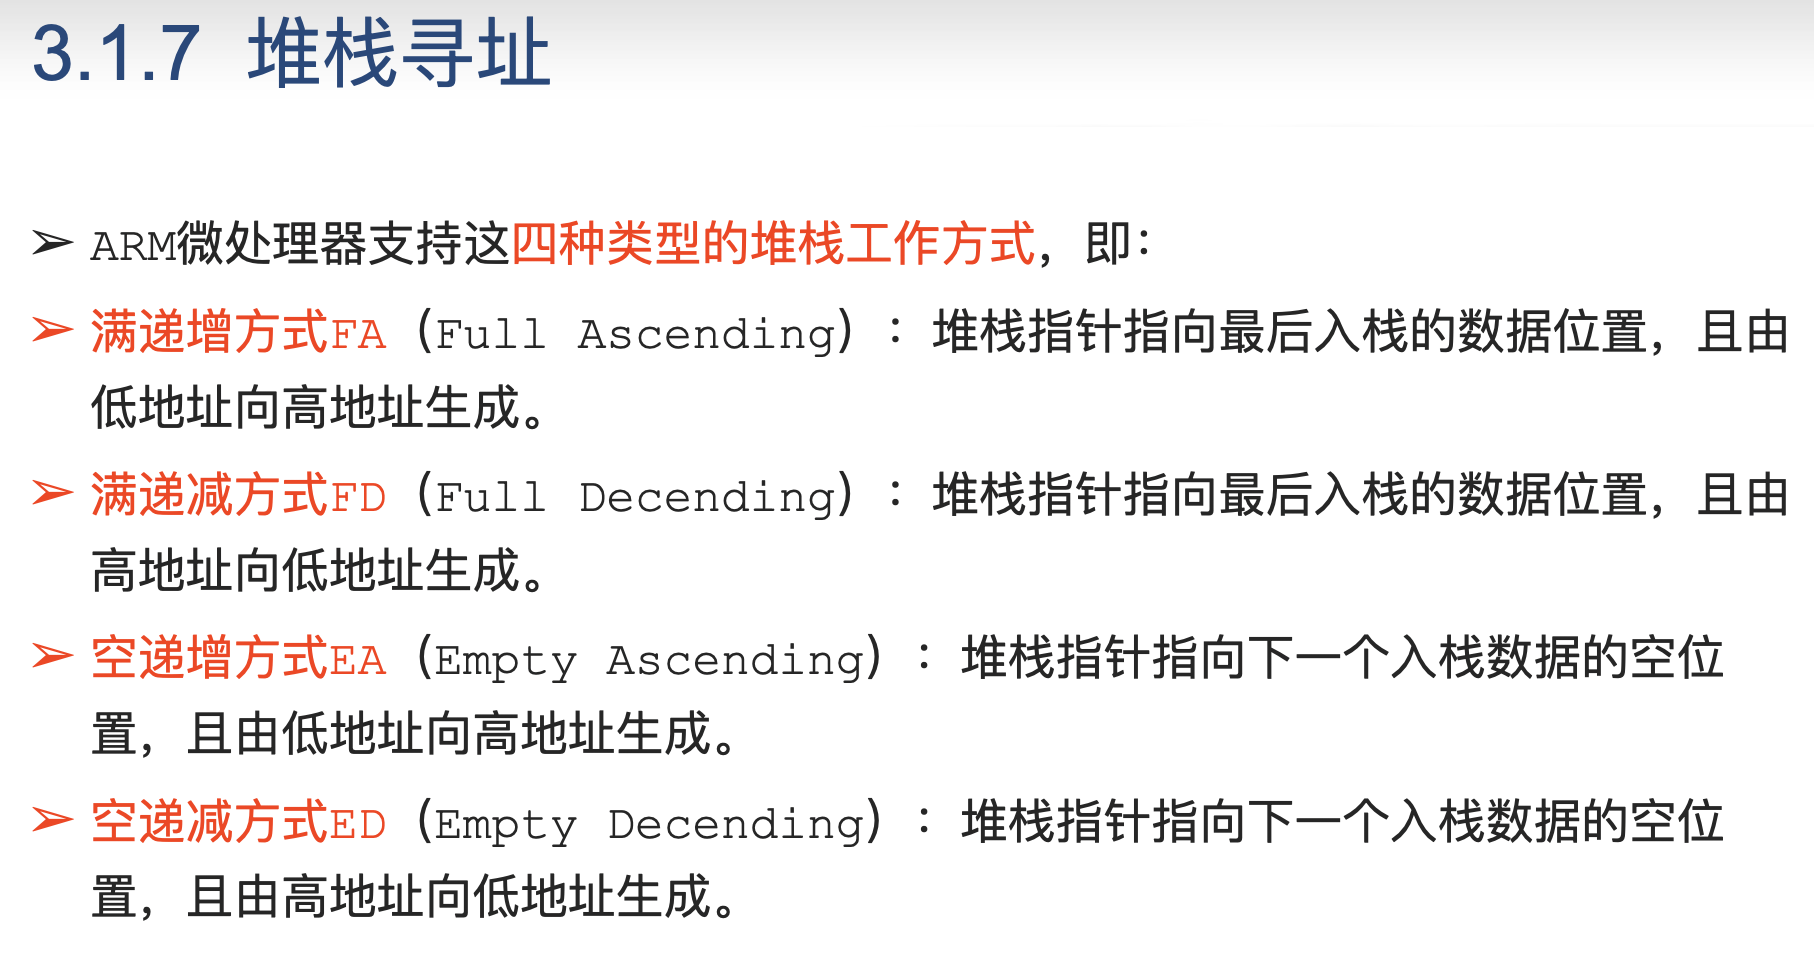 3.1.7 堆栈寻址
➢ ARM微处理器支持这四种类型的堆栈工作方式，即：
➢ 满递增方式FA（Full Ascending）：堆栈指针指向最后入栈的数据位置，且由
低地址向高地址生成。
➢ 满递减方式FD（Full Decending）：堆栈指针指向最后入栈的数据位置，且由
高地址向低地址生成。
➢ 空递增方式EA（Empty Ascending）：堆栈指针指向下一个入栈数据的空位
置，且由低地址向高地址生成。
➢ 空递减方式ED（Empty Decending）：堆栈指针指向下一个入栈数据的空位
置，且由高地址向低地址生成。